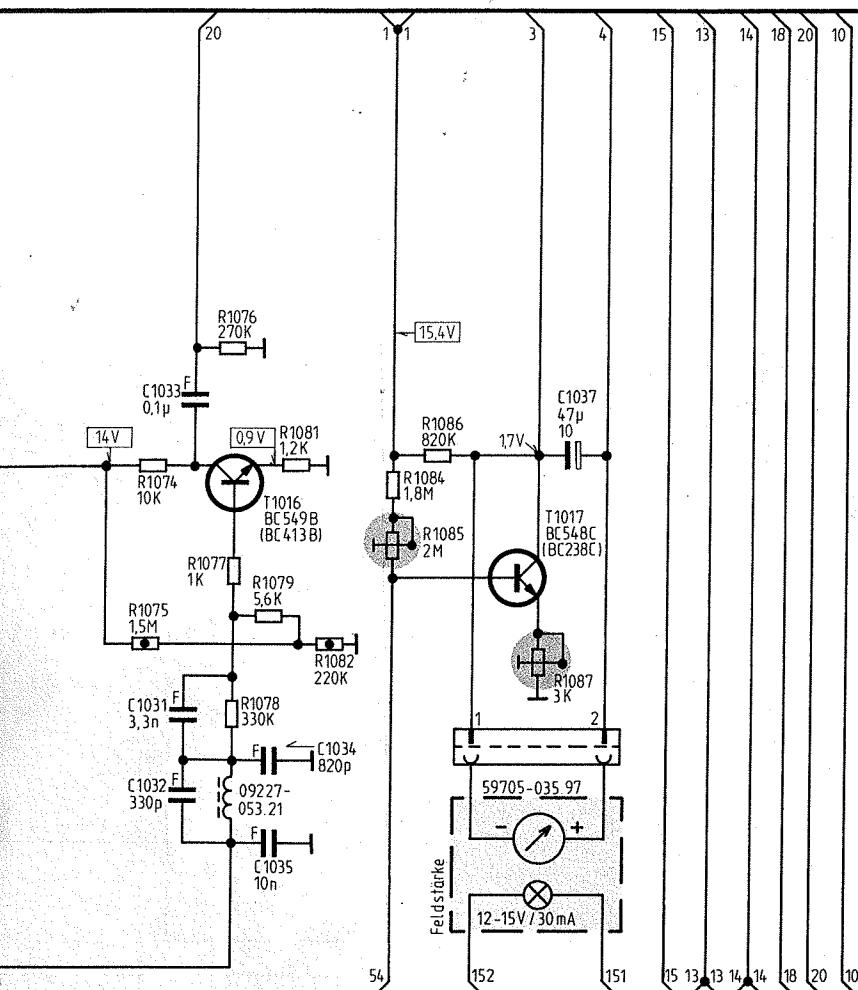 20
1
1
3
4
15
13
14
18
20
10
R1076
270K
15,4V
C1033
F
0,1µ
C1037
47µ
10
14V
0,9V
R1081
1,2K
R1086
820K
1,7V
R1074
10K
R1084
1,8M
T1016
BC549B
(BC413B)
R1085
2M
T1017
BC548C
(BC238C)
R1077
1K
R1079
5,6K
R1075
1,5M
R1082
220K
R1087
3K
C1031
F
3,3n
R1078
330K
1
2
C1034
F
820p
C1032
F
330p
09227-
053.21
59705-035.97
F
C1035
10n
-
+
Feldstärke
12-15V/30mA
54
152
151
15
13
13
14
14
18
20
10